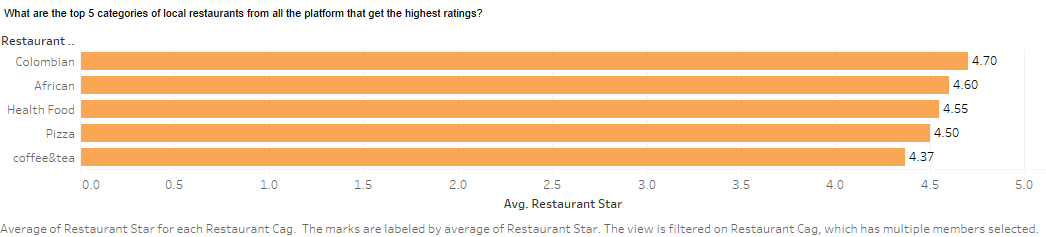 What are the top 5 categories of local restaurants from all the platform that get the highest ratings?
Restaurant ..
Colombian 4.70
African 4.60
Health Food 4.55
Pizza 4.50
coffee&tea 4.37
0.0 0.5 1.0 1.5 2.0 2.5 3.0 3.5 4.0 4.5 5.0
Avg. Restaurant Star
Average of Restaurant Star for each Restaurant Cag. The marks are labeled by average of Restaurant Star. The view is filtered on Restaurant Cag, which has multiple members selected.